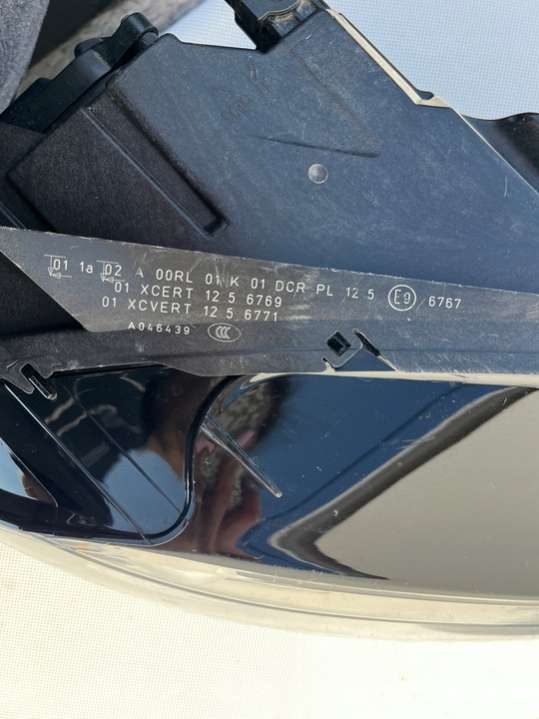 01 1a 02 A 00RL 01 K 01 DCR PL 12 5 E9 6767
01 XCERT 12 5 6769
01 XCVERT 12 5 6771
A046439 CCC